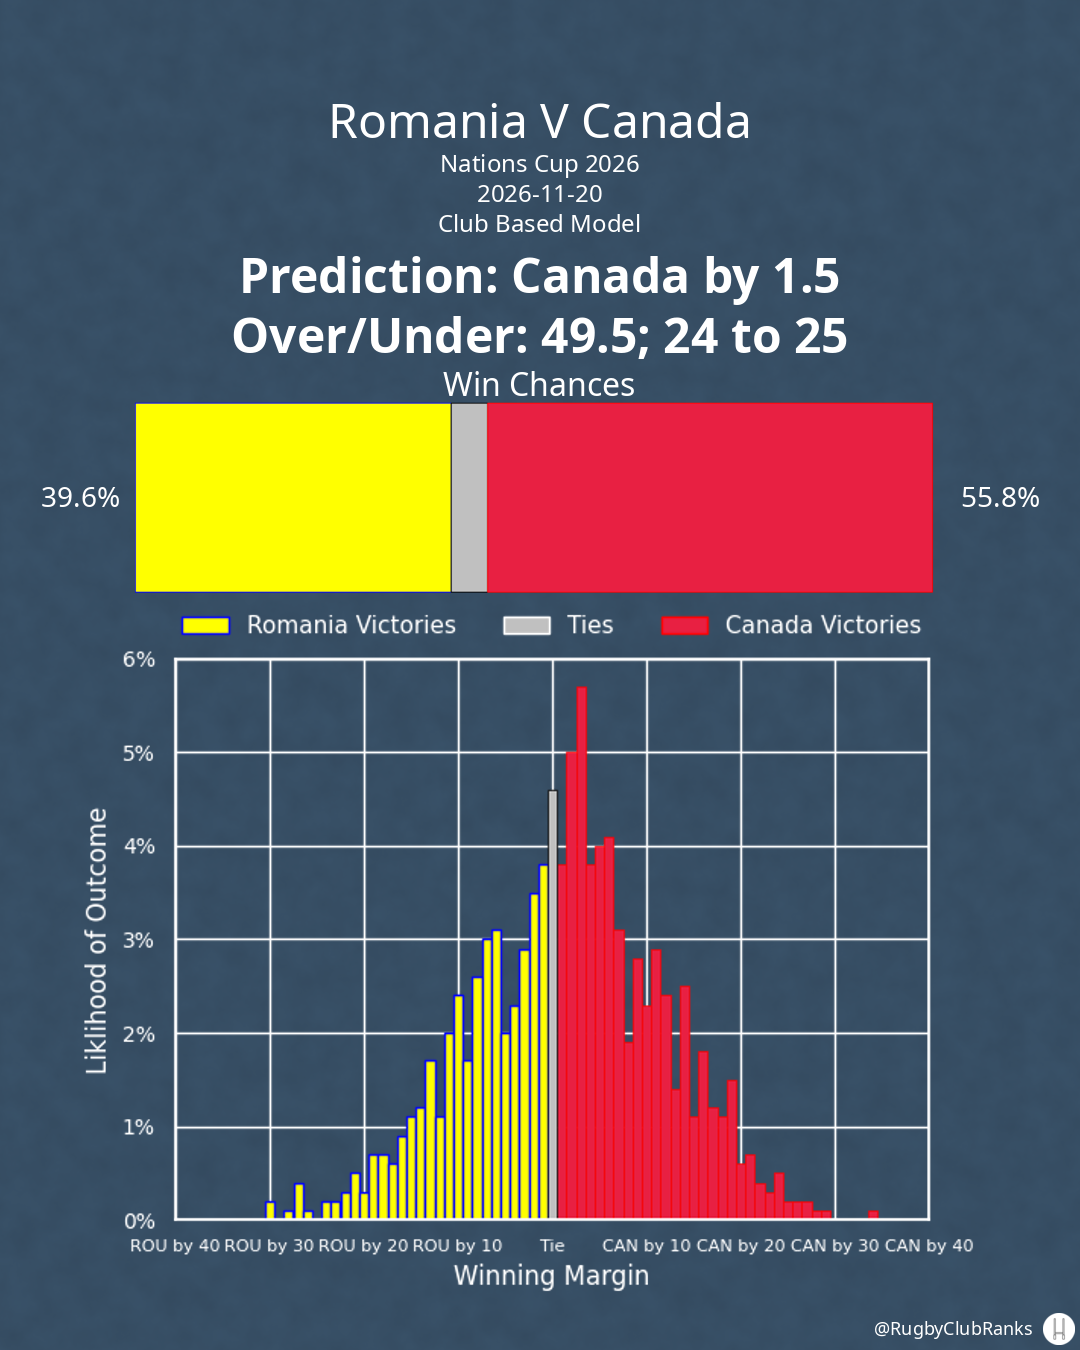 Romania V Canada
Nations Cup 2026
2026-11-20
Club Based Model
Prediction: Canada by 1.5
Over/Under: 49.5; 24 to 25
Win Chances
39.6%
55.8%
Romania Victories
Ties
Canada Victories
6%
5%
4%
3%
2%
1%
0%
Liklihood of Outcome
ROU by 40 ROU by 30 ROU by 20 ROU by 10 Tie CAN by 10 CAN by 20 CAN by 30 CAN by 40
Winning Margin
@RugbyClubRanks